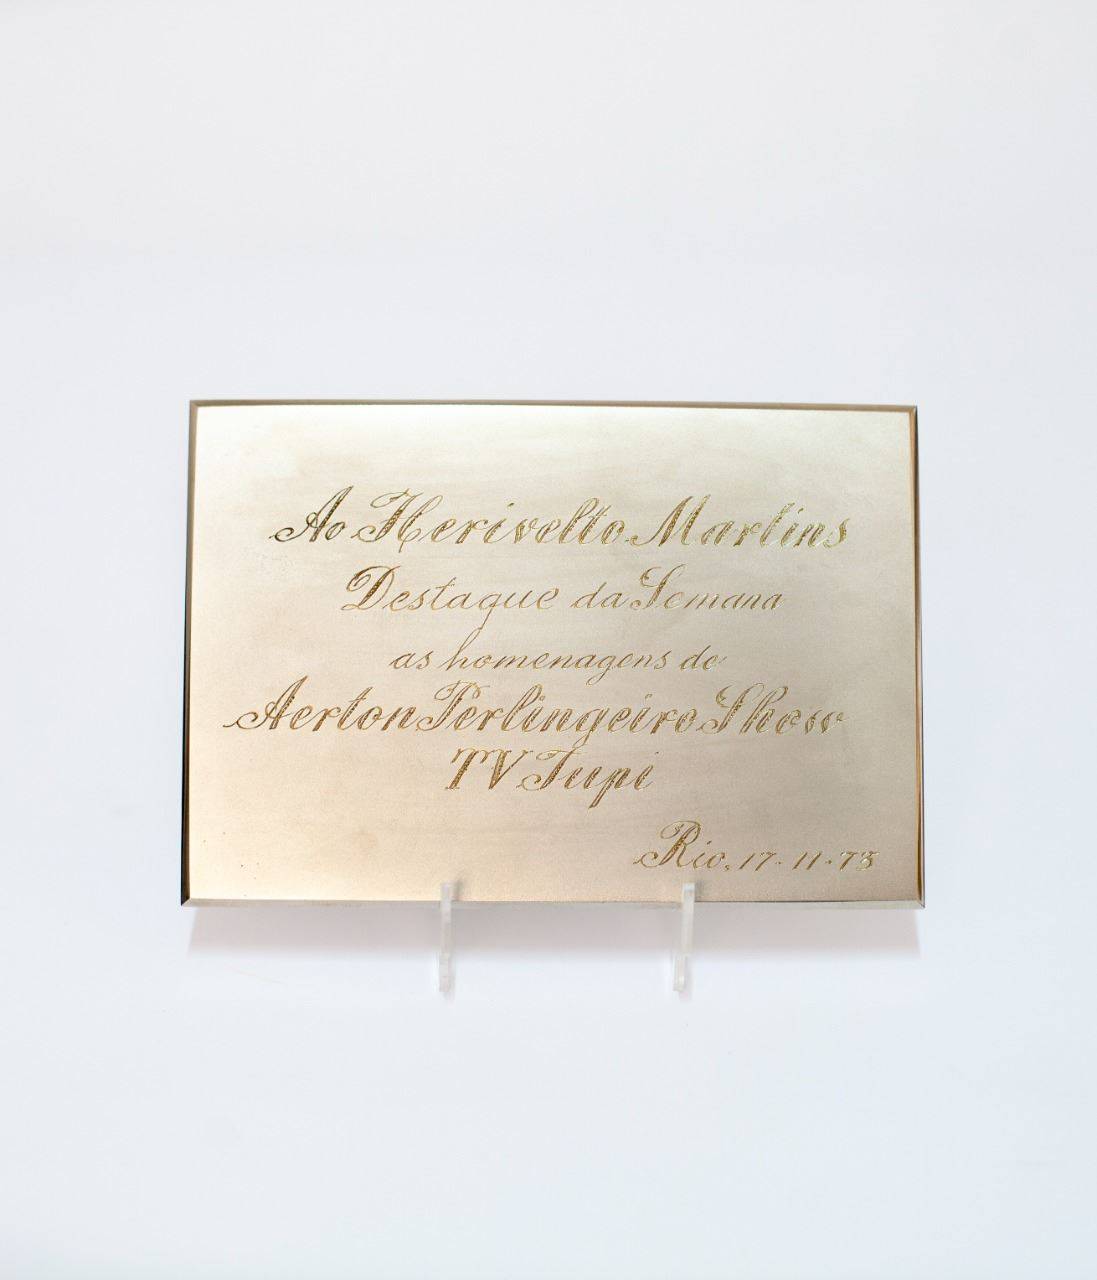 Ao Herivelto Martins
Destaque da Semana
as homenagens de
Aerton Perlingeiro Show
TV Tupi
Rio, 17-11-73